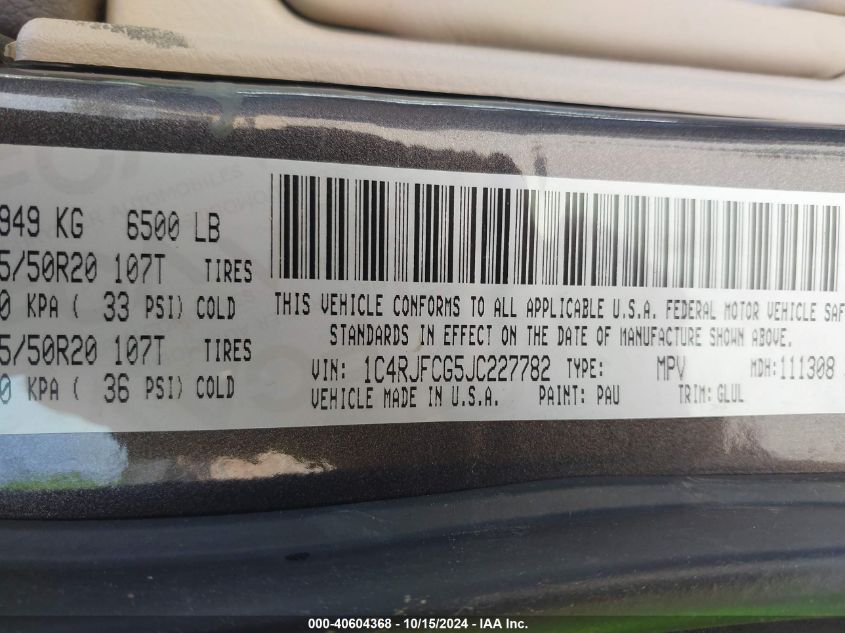 949 KG 6500 LB
5/50R20 107T TIRES
0 KPA ( 33 PSI) COLD
5/50R20 107T TIRES
0 KPA ( 36 PSI) COLD
THIS VEHICLE CONFORMS TO ALL APPLICABLE U.S.A. FEDERAL MOTOR VEHICLE SAF
STANDARDS IN EFFECT ON THE DATE OF MANUFACTURE SHOWN ABOVE.
VIN: 1C4RJFCG5JC227782 TYPE: MPV MDH: 111308
VEHICLE MADE IN U.S.A. PAINT: PAU TRIM: GLUL
000-40604368 - 10/15/2024 - IAA Inc.